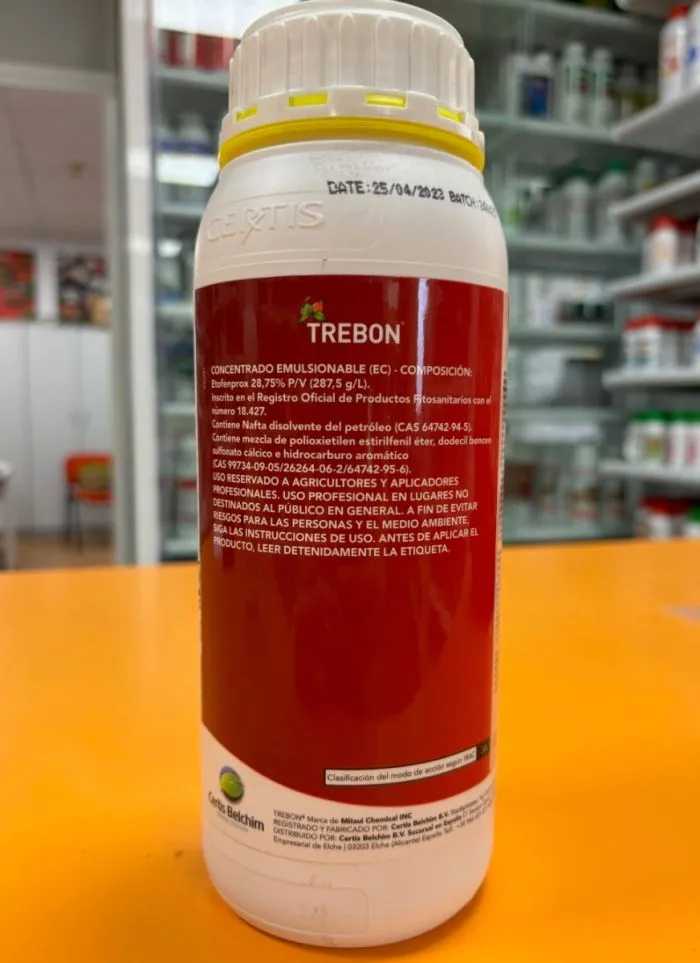 DATE:25/04/2023 BATCH:
CERTIS
TREBON
CONCENTRADO EMULSIONABLE (EC) - COMPOSICIÓN:
Etofenprox 28,75% P/V (287,5 g/L).
Inscrito en el Registro Oficial de Productos Fitosanitarios con el
número 18.427.
Contiene Nafta disolvente del petróleo (CAS 64742-94-5).
Contiene mezcla de polioxietilen estirilfenil éter, dodecil bencen
sulfonato cálcico e hidrocarburo aromático
(CAS 99734-09-05/26264-06-2/64742-95-6).
USO RESERVADO A AGRICULTORES Y APLICADORES
PROFESIONALES. USO PROFESIONAL EN LUGARES NO
DESTINADOS AL PÚBLICO EN GENERAL. A FIN DE EVITAR
RIESGOS PARA LAS PERSONAS Y EL MEDIO AMBIENTE,
SIGA LAS INSTRUCCIONES DE USO. ANTES DE APLICAR EL
PRODUCTO, LEER DETENIDAMENTE LA ETIQUETA.
Clasificación del modo de acción según IRAC 3A
Certis Belchim
TREBON® Marca de Mitsui Chemical INC
REGISTRADO Y FABRICADO POR: Certis Belchim B.V.
DISTRIBUIDO POR: Certis Belchim B.V. Sucursal en España
Empresarial de Elche | 03203 Elche (Alicante) España.